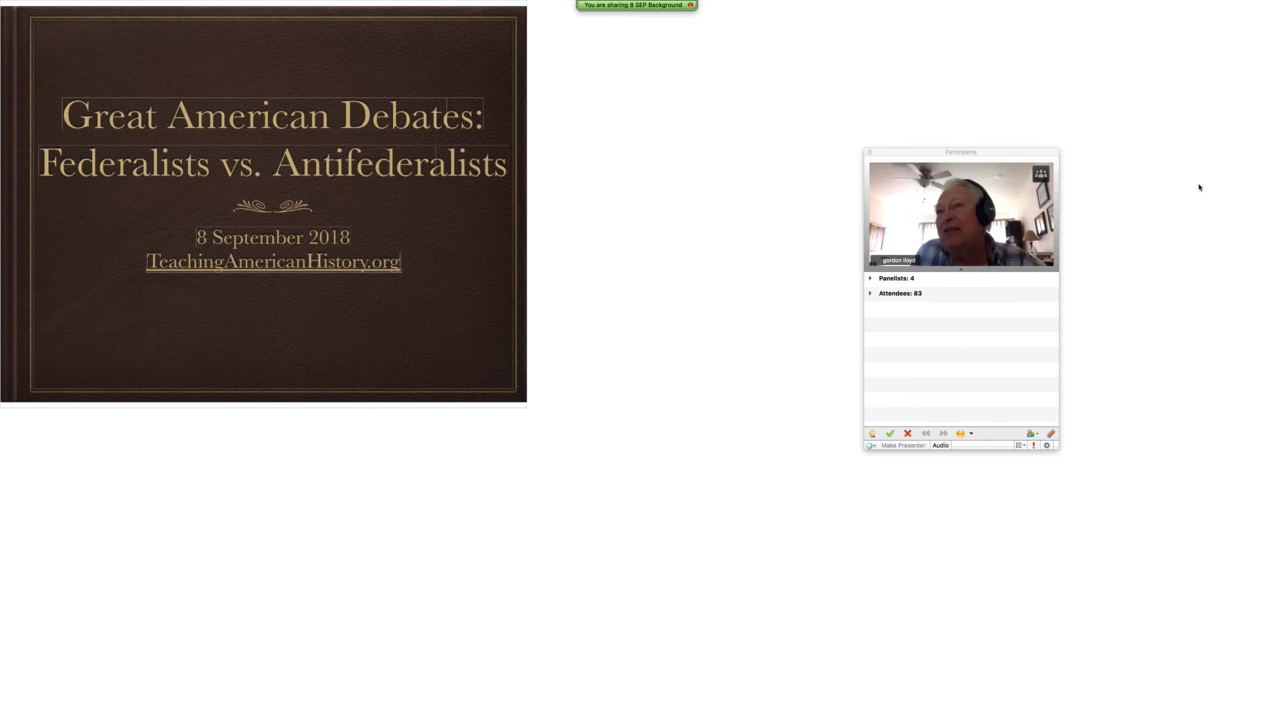 You are sharing 8 SEP Background
Great American Debates:
Federalists vs. Antifederalists
8 September 2018
TeachingAmericanHistory.org
Participants
gordon lloyd
Panelists: 4
Attendees: 83
Make Presenter
Audio